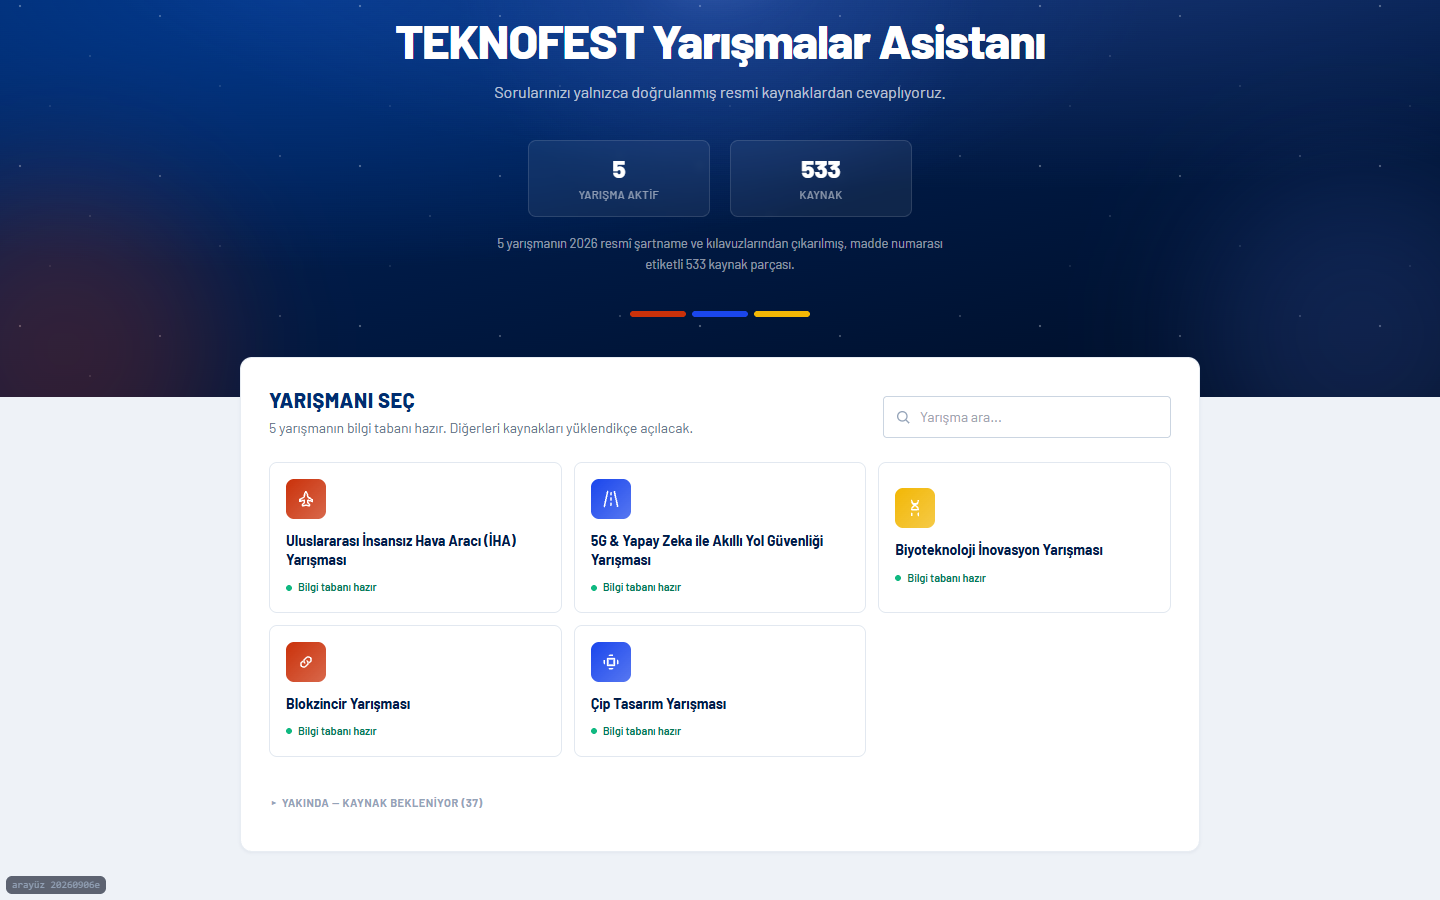 TEKNOFEST Yarışmalar Asistanı
Sorularınızı yalnızca doğrulanmış resmî kaynaklardan cevaplıyoruz.
5
YARIŞMA AKTİF
533
KAYNAK
5 yarışmanın 2026 resmî şartname ve kılavuzlarından çıkarılmış, madde numarası
etiketli 533 kaynak parçası.
YARIŞMANI SEÇ
5 yarışmanın bilgi tabanı hazır. Diğerleri kaynakları yüklendikçe açılacak.
Yarışma ara...
Uluslararası İnsansız Hava Aracı (İHA)
Yarışması
Bilgi tabanı hazır
5G & Yapay Zeka ile Akıllı Yol Güvenliği
Yarışması
Bilgi tabanı hazır
Biyoteknoloji İnovasyon Yarışması
Bilgi tabanı hazır
Blokzincir Yarışması
Bilgi tabanı hazır
Çip Tasarım Yarışması
Bilgi tabanı hazır
YAKINDA — KAYNAK BEKLENİYOR (37)
arayüz 20260906e